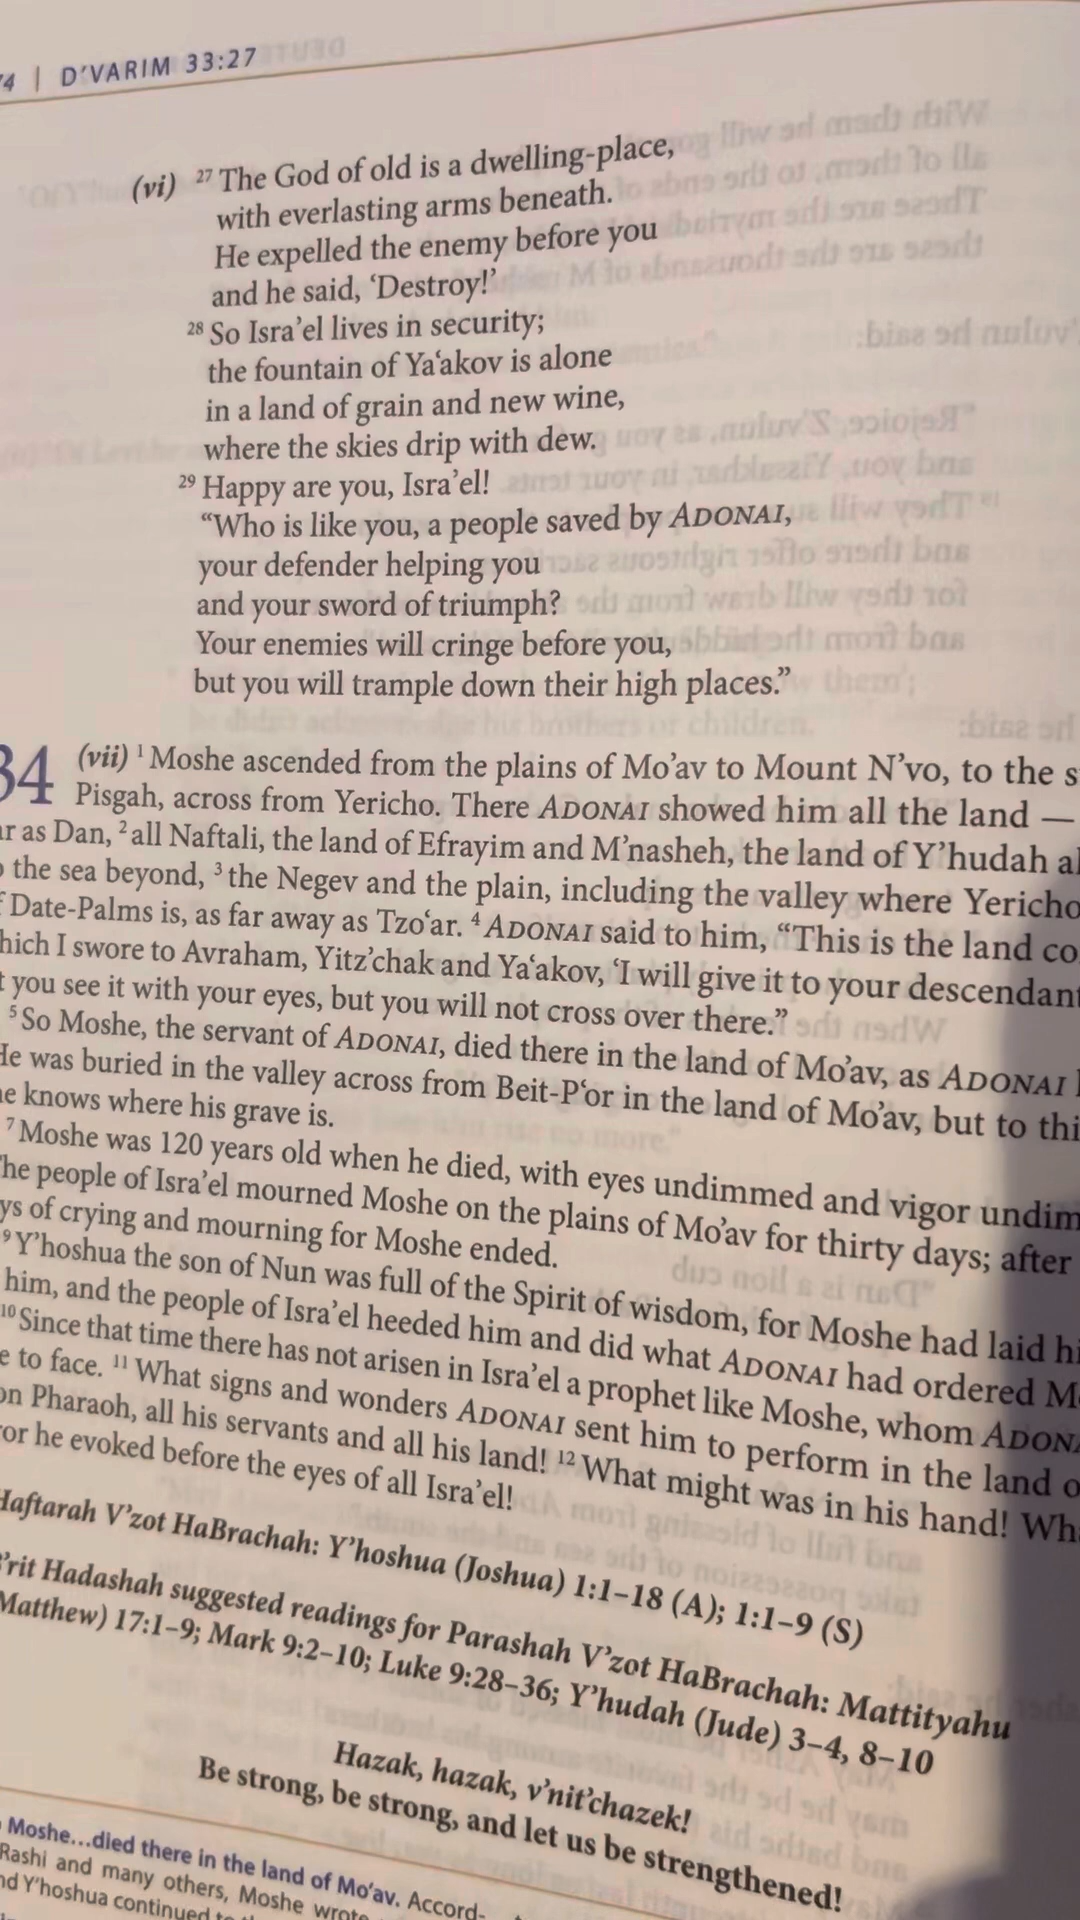 4 | D'VARIM 33:27
(vi) 27 The God of old is a dwelling-place,
with everlasting arms beneath.
He expelled the enemy before you
and he said, ‘Destroy!’
28 So Isra’el lives in security;
the fountain of Ya‘akov is alone
in a land of grain and new wine,
where the skies drip with dew.
29 Happy are you, Isra’el!
“Who is like you, a people saved by ADONAI,
your defender helping you
and your sword of triumph?
Your enemies will cringe before you,
but you will trample down their high places.”
34 (vii) 1 Moshe ascended from the plains of Mo’av to Mount N’vo, to the
Pisgah, across from Yericho. There ADONAI showed him all the land —
as Dan, 2 all Naftali, the land of Efrayim and M’nasheh, the land of Y’hudah
the sea beyond, 3 the Negev and the plain, including the valley where Yericho
Date-Palms is, as far away as Tzo‘ar. 4 ADONAI said to him, “This is the land
I swore to Avraham, Yitz’chak and Ya‘akov, ‘I will give it to your
you see it with your eyes, but you will not cross over there.”
5 So Moshe, the servant of ADONAI, died there in the land of Mo’av, as ADONAI
He was buried in the valley across from Beit-P‘or in the land of Mo’av, but to
knows where his grave is.
7 Moshe was 120 years old when he died, with eyes undimmed and vigor
people of Isra’el mourned Moshe on the plains of Mo’av for thirty days; after
of crying and mourning for Moshe ended.
9 Y’hoshua the son of Nun was full of the Spirit of wisdom, for Moshe had laid
him, and the people of Isra’el heeded him and did what ADONAI had ordered
10 Since that time there has not arisen in Isra’el a prophet like Moshe, whom
to face. 11 What signs and wonders ADONAI sent him to perform in the land
on Pharaoh, all his servants and all his land! 12 What might was in his hand!
he evoked before the eyes of all Isra’el!
Haftarah V’zot HaBrachah: Y’hoshua (Joshua) 1:1–18 (A); 1:1–9 (S)
B’rit Hadashah suggested readings for Parashah V’zot HaBrachah: Mattityahu
Matthew) 17:1–9; Mark 9:2–10; Luke 9:28–36; Y’hudah (Jude) 3–4, 8–10
Hazak, hazak, v’nit’chazek!
Be strong, be strong, and let us be strengthened!
Moshe…died there in the land of Mo’av. Accord-
Rashi and many others, Moshe wrote
Y’hoshua continued